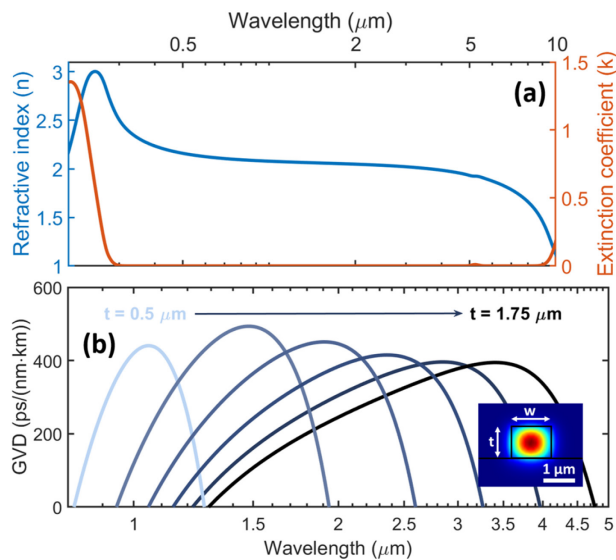 Wavelength (μm)
0.5 2 5 10
Refractive index (n)
3
2.5
2
1.5
1
(a)
1.5
1
0.5
0
Extinction coefficient (k)
600
400
200
0
GVD (ps/(nm·km))
t = 0.5 μm t = 1.75 μm
(b)
w
t
1 μm
1 1.5 2 2.5 3 3.5 4 4.5 5
Wavelength (μm)